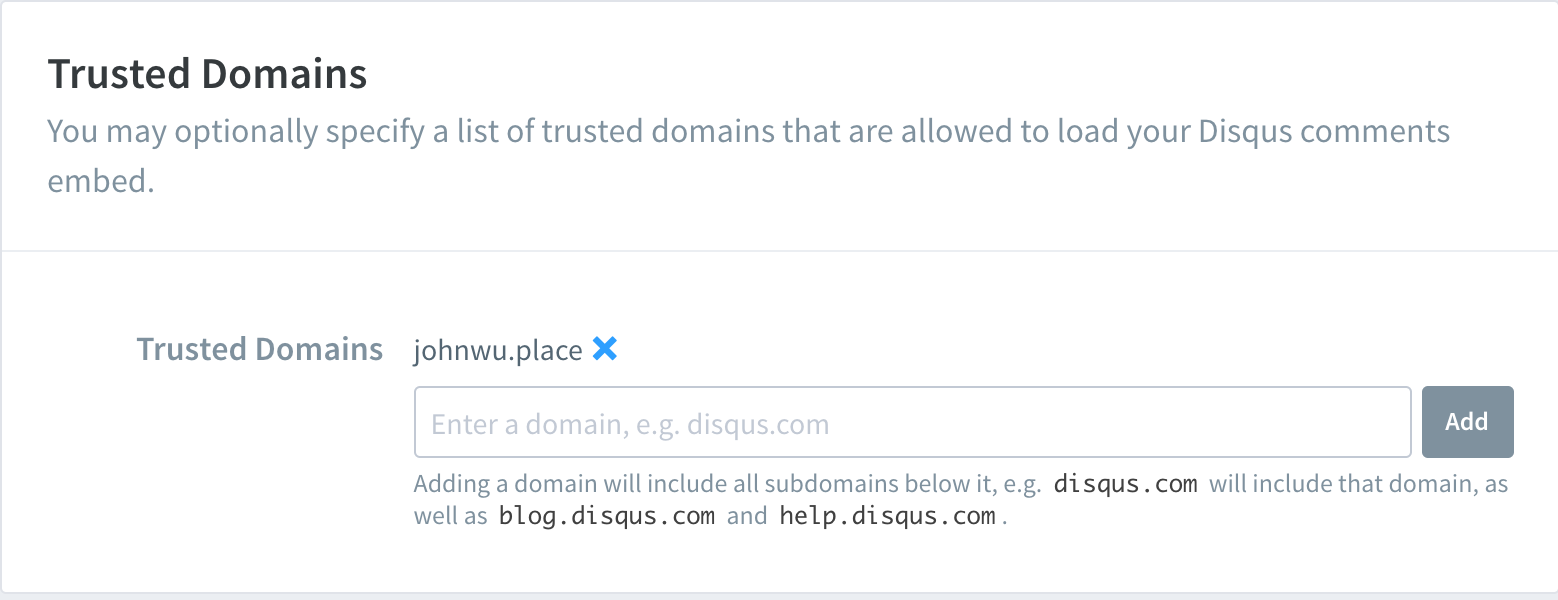 Trusted Domains
You may optionally specify a list of trusted domains that are allowed to load your Disqus comments
embed.
Trusted Domains johnwu.place
Enter a domain, e.g. disqus.com Add
Adding a domain will include all subdomains below it, e.g. disqus.com will include that domain, as
well as blog.disqus.com and help.disqus.com .